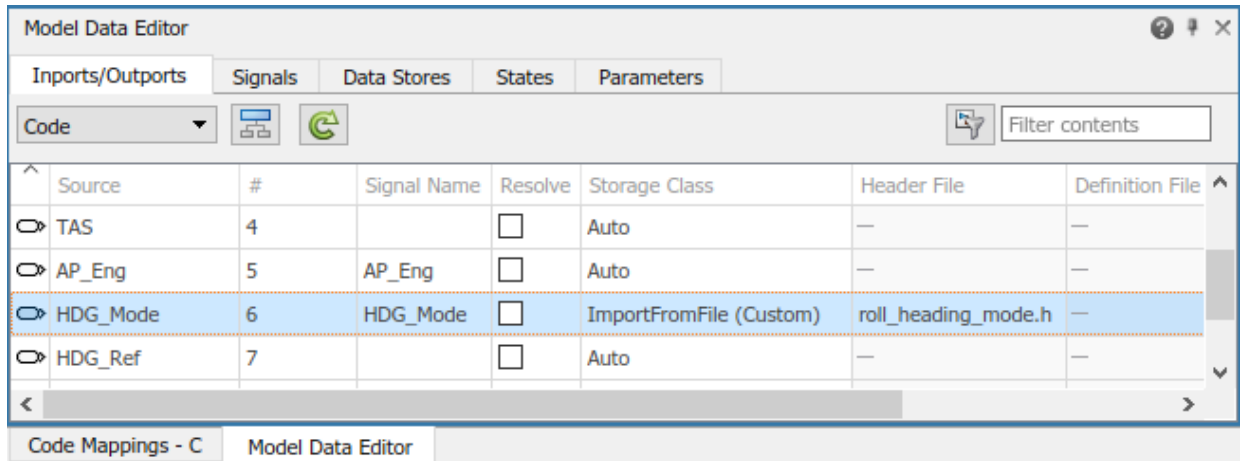 Model Data Editor
Inports/Outports Signals Data Stores States Parameters
Code Filter contents
Source # Signal Name Resolve Storage Class Header File Definition File
TAS 4 Auto — —
AP_Eng 5 AP_Eng Auto — —
HDG_Mode 6 HDG_Mode ImportFromFile (Custom) roll_heading_mode.h —
HDG_Ref 7 Auto — —
Code Mappings - C Model Data Editor